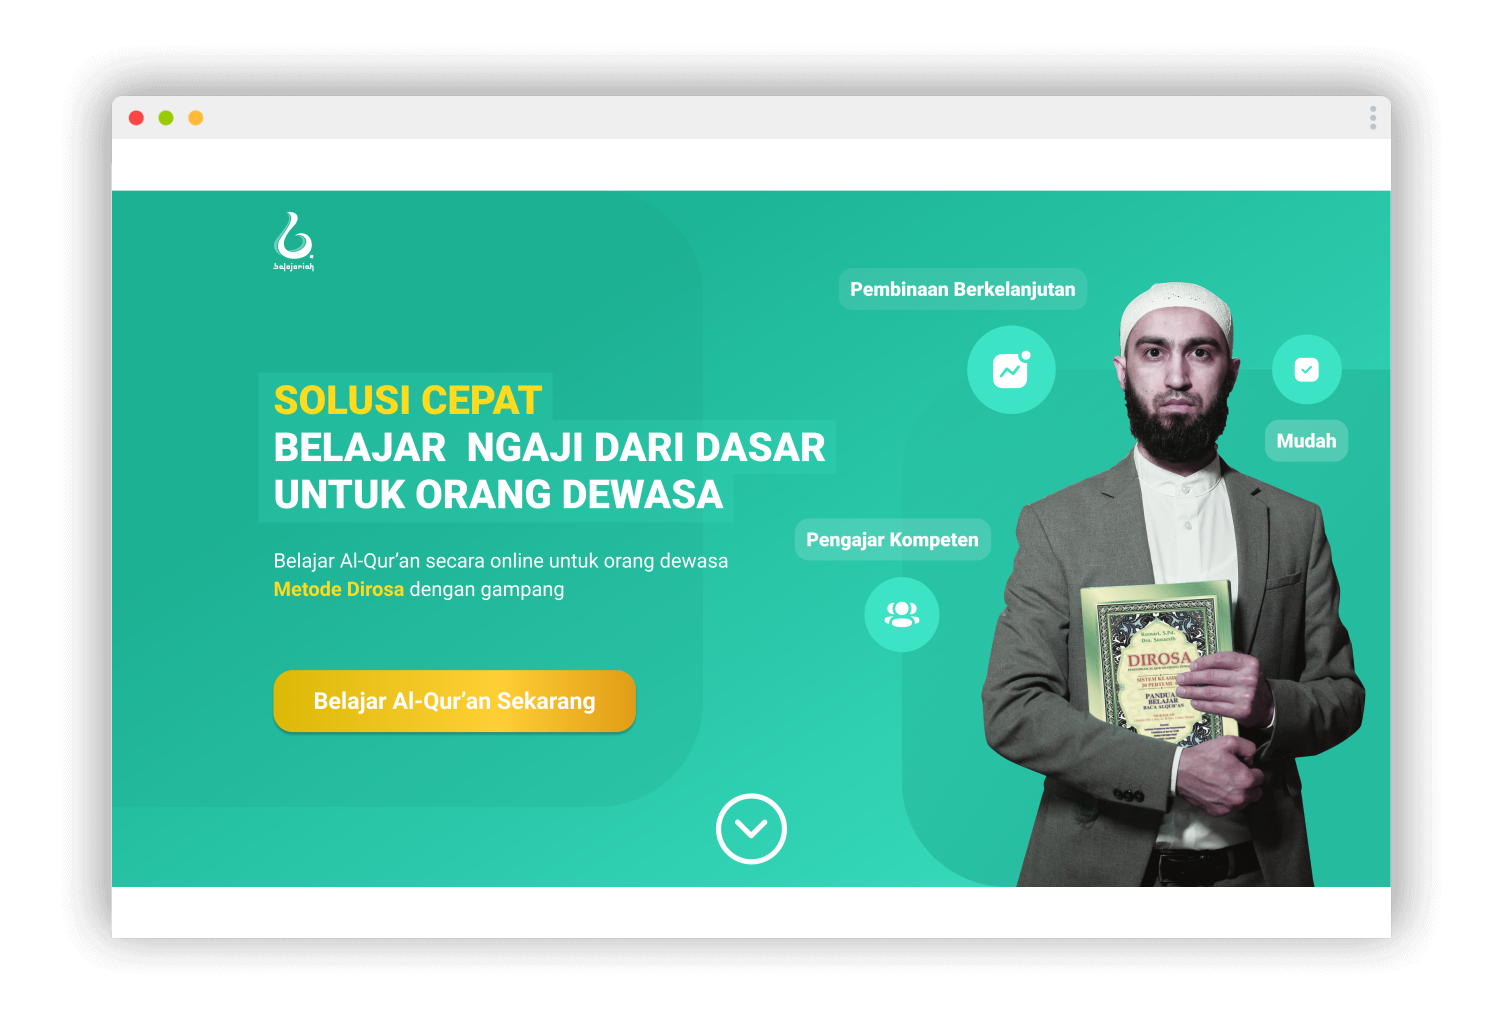 belajariah
Pembinaan Berkelanjutan
SOLUSI CEPAT
BELAJAR NGAJI DARI DASAR
UNTUK ORANG DEWASA
Mudah
Pengajar Kompeten
Belajar Al-Qur’an secara online untuk orang dewasa
Metode Dirosa dengan gampang
Belajar Al-Qur’an Sekarang
DIROSA
PANDUA
BELAJAR
BACA ALQUR'AN